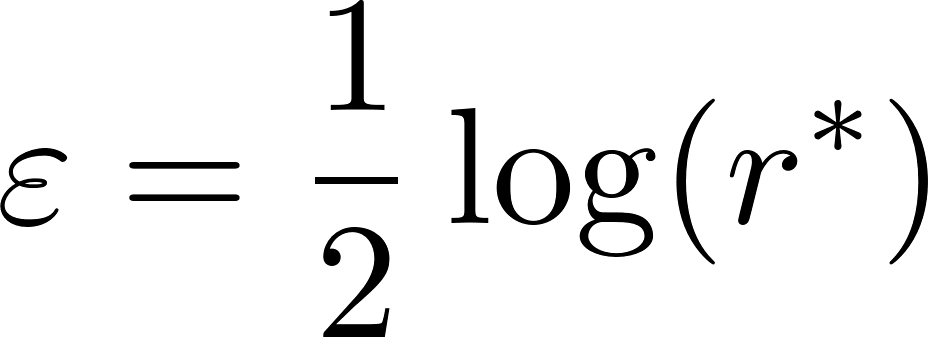 ε = 1/2 log(r*)